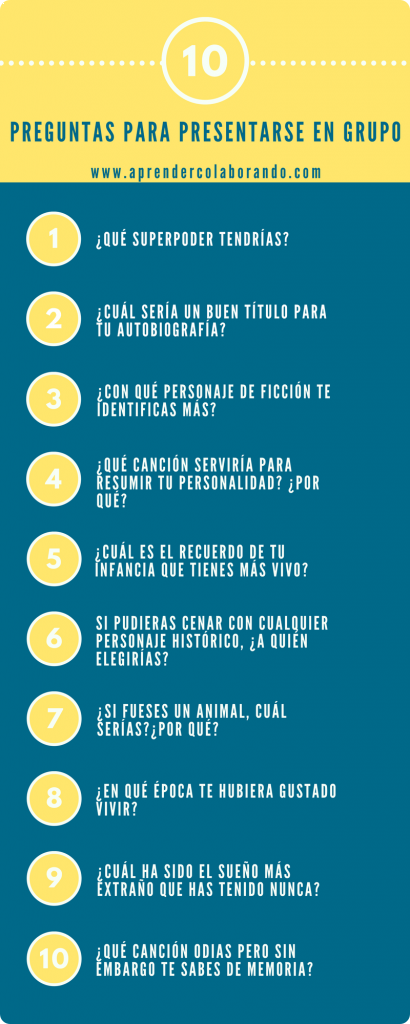 10
PREGUNTAS PARA PRESENTARSE EN GRUPO
www.aprendercolaborando.com
1
¿QUÉ SUPERPODER TENDRÍAS?
2
¿CUÁL SERÍA UN BUEN TÍTULO PARA
TU AUTOBIOGRAFÍA?
3
¿CON QUÉ PERSONAJE DE FICCIÓN TE
IDENTIFICAS MÁS?
4
¿QUÉ CANCIÓN SERVIRÍA PARA
RESUMIR TU PERSONALIDAD? ¿POR
QUÉ?
5
¿CUÁL ES EL RECUERDO DE TU
INFANCIA QUE TIENES MÁS VIVO?
6
SI PUDIERAS CENAR CON CUALQUIER
PERSONAJE HISTÓRICO, ¿A QUIÉN
ELEGIRÍAS?
7
¿SI FUESES UN ANIMAL, CUÁL
SERÍAS?¿POR QUÉ?
8
¿EN QUÉ ÉPOCA TE HUBIERA GUSTADO
VIVIR?
9
¿CUÁL HA SIDO EL SUEÑO MÁS
EXTRAÑO QUE HAS TENIDO NUNCA?
10
¿QUÉ CANCIÓN ODIAS PERO SIN
EMBARGO TE SABES DE MEMORIA?